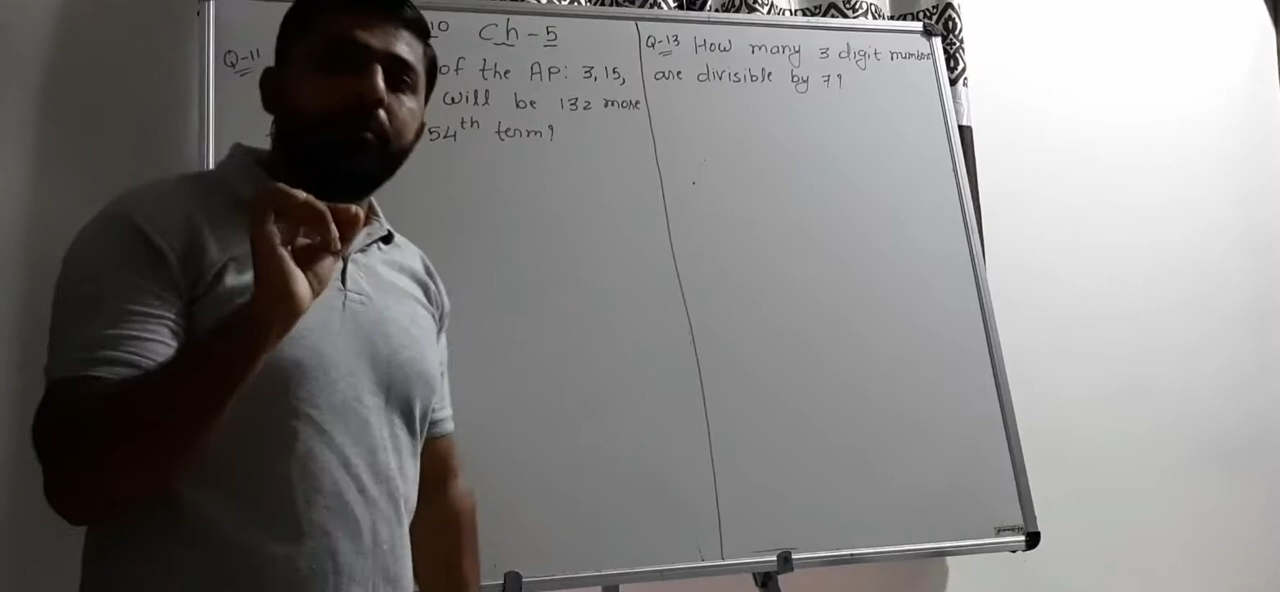 10 Ch-5
Q-11
of the AP: 3, 15,
will be 132 more
54th term?
Q-13 How many 3 digit numbers
are divisible by 7?